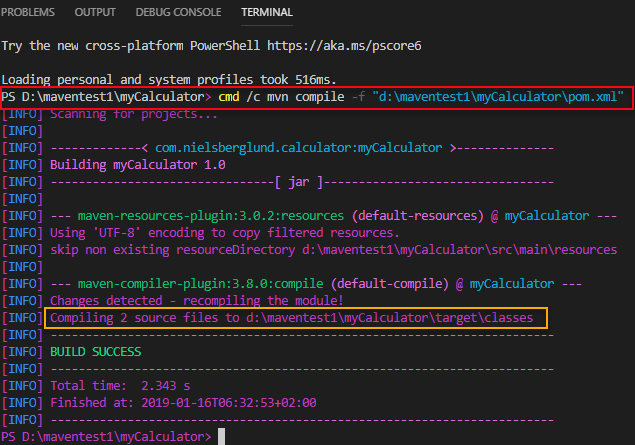 PROBLEMS OUTPUT DEBUG CONSOLE TERMINAL
Try the new cross-platform PowerShell https://aka.ms/pscore6
Loading personal and system profiles took 516ms.
PS D:\maventest1\myCalculator> cmd /c mvn compile -f "d:\maventest1\myCalculator\pom.xml"
[INFO] Scanning for projects...
[INFO]
[INFO] -------------< com.nielsberglund.calculator:myCalculator >--------------
[INFO] Building myCalculator 1.0
[INFO] --------------------------------[ jar ]---------------------------------
[INFO]
[INFO] --- maven-resources-plugin:3.0.2:resources (default-resources) @ myCalculator ---
[INFO] Using 'UTF-8' encoding to copy filtered resources.
[INFO] skip non existing resourceDirectory d:\maventest1\myCalculator\src\main\resources
[INFO]
[INFO] --- maven-compiler-plugin:3.8.0:compile (default-compile) @ myCalculator ---
[INFO] Changes detected - recompiling the module!
[INFO] Compiling 2 source files to d:\maventest1\myCalculator\target\classes
[INFO] ------------------------------------------------------------------------
[INFO] BUILD SUCCESS
[INFO] ------------------------------------------------------------------------
[INFO] Total time:  2.343 s
[INFO] Finished at: 2019-01-16T06:32:53+02:00
[INFO] ------------------------------------------------------------------------
PS D:\maventest1\myCalculator>